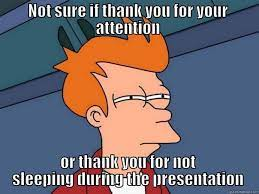 Not sure if thank you for your
attention
or thank you for not
sleeping during the presentation